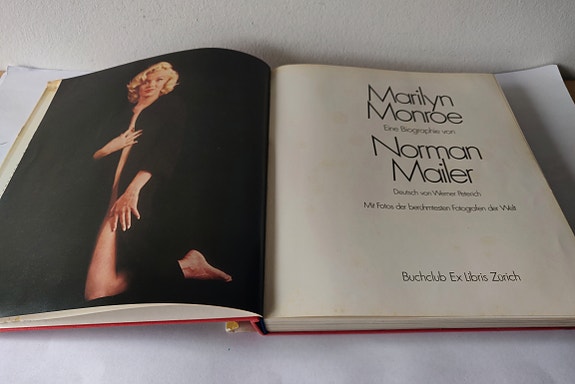 Marilyn
Monroe
Eine Biographie von
Norman
Mailer
Deutsch von Werner Peterich
Mit Fotos der berühmtesten Fotografen der Welt
Buchclub Ex Libris Zürich